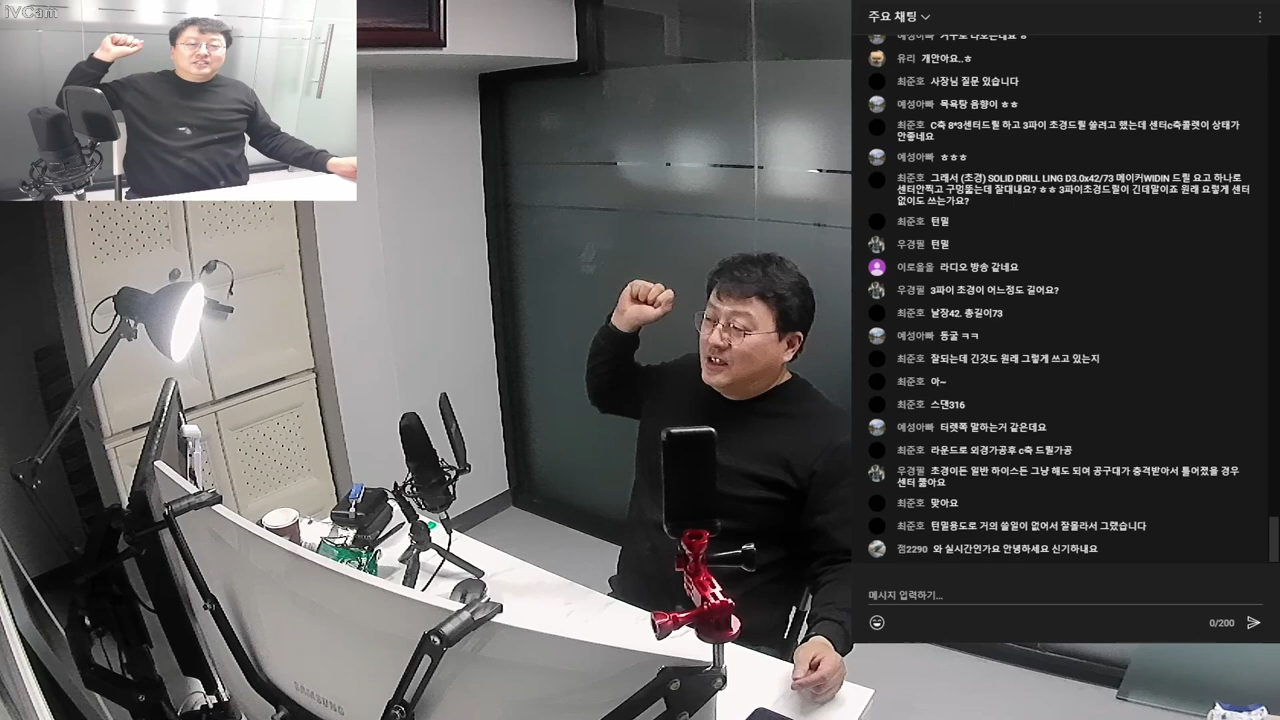 iVCam
주요 채팅
유리 개안아요..ㅎ
최준호 사장님 질문 있습니다
예성아빠 목욕탕 음향이 ㅎㅎ
최준호 C축 8*3센터드릴 하고 3파이 초경드릴 쓸려고 했는데 센터c축콜렛이 상태가
안좋네요
예성아빠 ㅎㅎㅎ
최준호 그래서 (초경) SOLID DRILL LING D3.0x42/73 메이커WIDIN 드릴 요고 하나로
센터안찍고 구멍뚫는데 잘대내요? ㅎㅎ 3파이초경드릴이 긴데말이죠 원래 요렇게 센터
없이도 쓰는가요?
최준호 턴밀
우경필 턴밀
이로울을 라디오 방송 같네요
우경필 3파이 초경이 어느정도 길어요?
최준호 날장42. 총길이73
예성아빠 동굴 ㅋㅋ
최준호 잘되는데 긴것도 원래 그렇게 쓰고 있는지
최준호 아~
최준호 스댄316
예성아빠 터렛쪽 말하는거 같은데요
최준호 라운드로 외경가공후 c축 드릴가공
우경필 초경이든 일반 하이스든 그냥 해도 되여 공구대가 충격받아서 틀어졌을 경우
센터 뚫아요
최준호 맞아요
최준호 턴밀용도로 거의 쓸일이 없어서 잘몰라서 그랬습니다
점2290 와 실시간인가요 안녕하세요 신기하내요
메시지 입력하기...
0/200
SAMSUNG